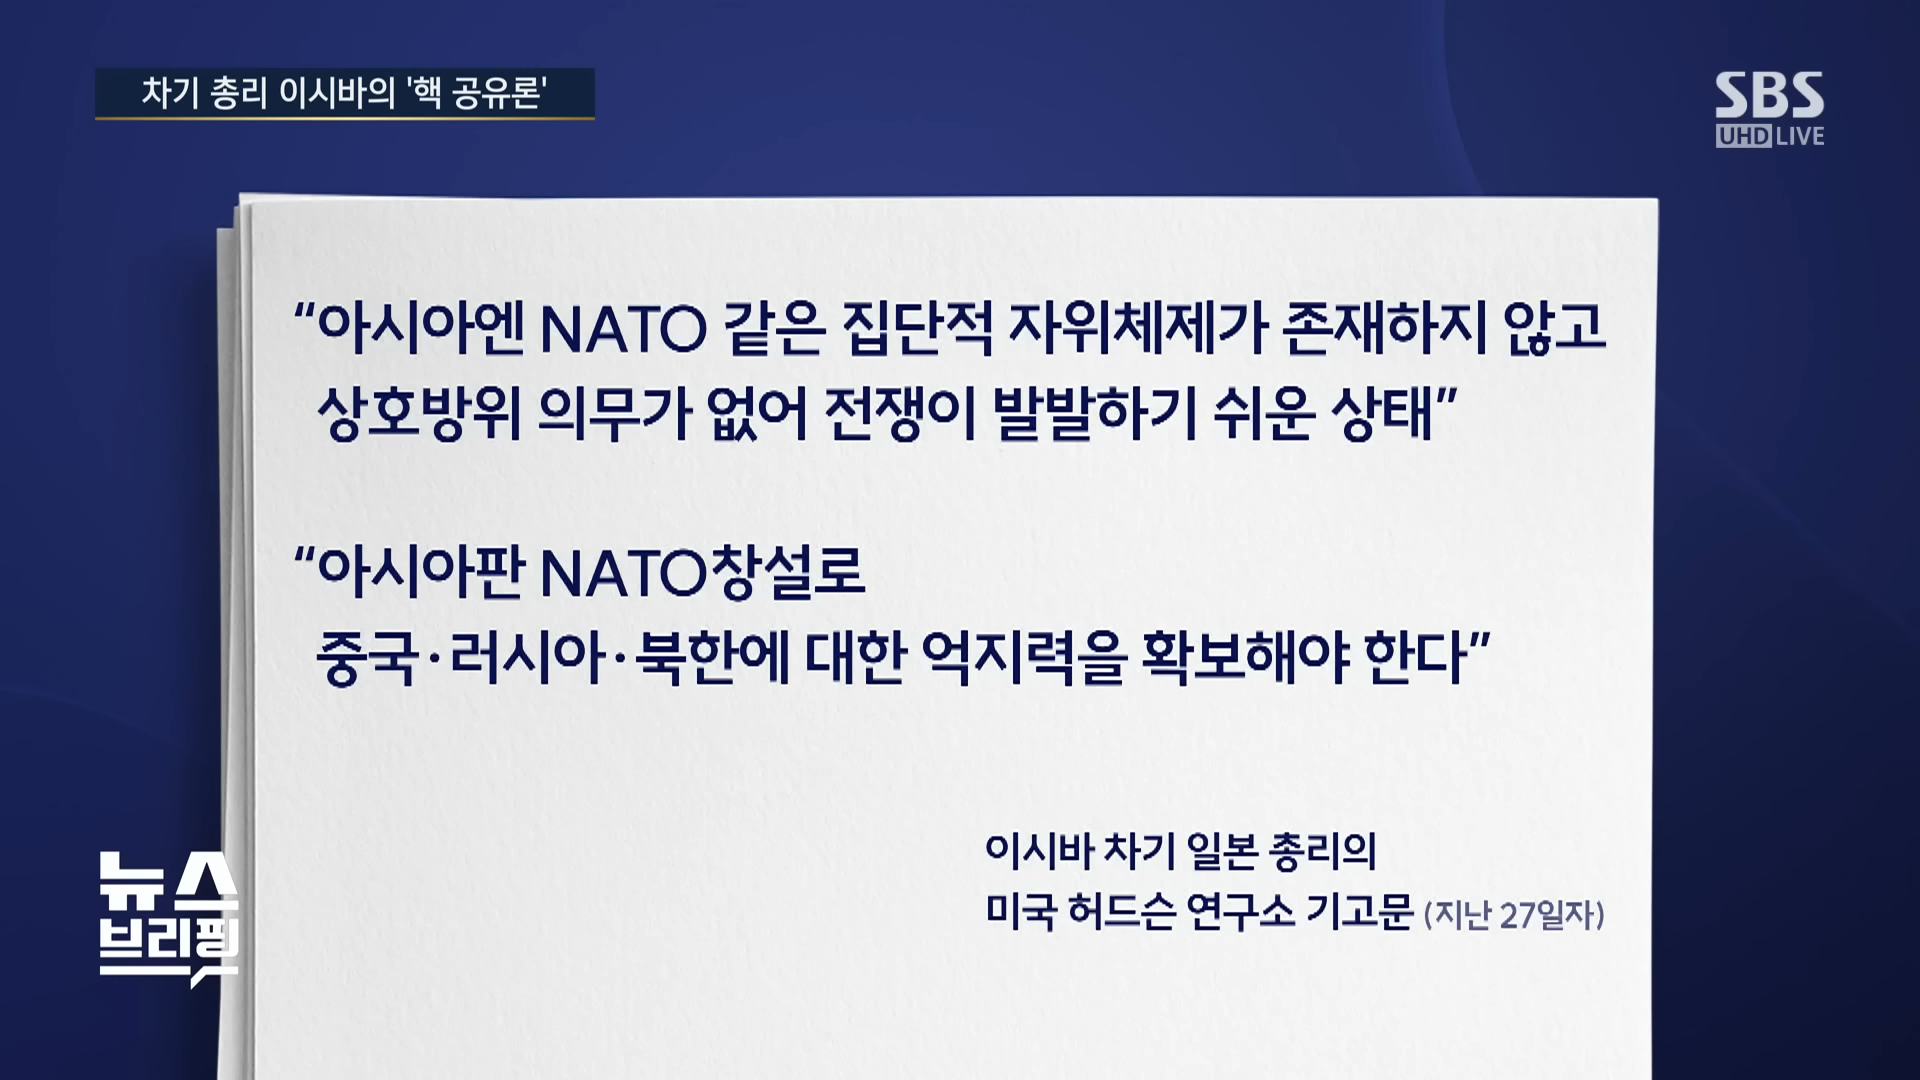 차기 총리 이시바의 '핵 공유론'
SBS
UHD LIVE
“아시아엔 NATO 같은 집단적 자위체제가 존재하지 않고
상호방위 의무가 없어 전쟁이 발발하기 쉬운 상태”
“아시아판 NATO창설로
중국·러시아·북한에 대한 억지력을 확보해야 한다”
이시바 차기 일본 총리의
미국 허드슨 연구소 기고문 (지난 27일자)
뉴스
브리핑